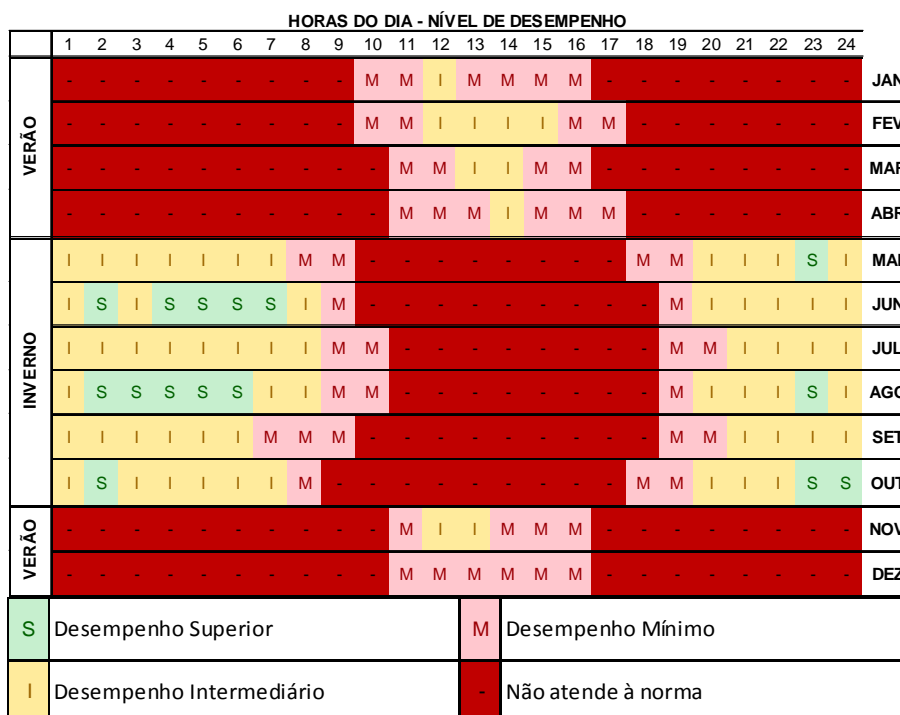 HORAS DO DIA - NÍVEL DE DESEMPENHO
1 2 3 4 5 6 7 8 9 10 11 12 13 14 15 16 17 18 19 20 21 22 23 24
VERÃO
- - - - - - - - - M M I M M M M - - - - - - - - JAN
- - - - - - - - - M M I I I I M M - - - - - - - FEV
- - - - - - - - - - M M I I M M - - - - - - - - MAR
- - - - - - - - - - M M M I M M M - - - - - - - ABR
INVERNO
I I I I I I I M M - - - - - - - - M M I I I S I MAI
I S I S S S S I M - - - - - - - - - M I I I I I JUN
I I I I I I I I M M - - - - - - - - M M I I I I JUL
I S S S S S I I M M - - - - - - - - M I I I S I AGO
I I I I I I M M M - - - - - - - - - M M I I I I SET
I S I I I I I M - - - - - - - - - M M I I I S S OUT
VERÃO
- - - - - - - - - - M I I M M M - - - - - - - - NOV
- - - - - - - - - - M M M M M M - - - - - - - - DEZ
S Desempenho Superior M Desempenho Mínimo
I Desempenho Intermediário - Não atende à norma